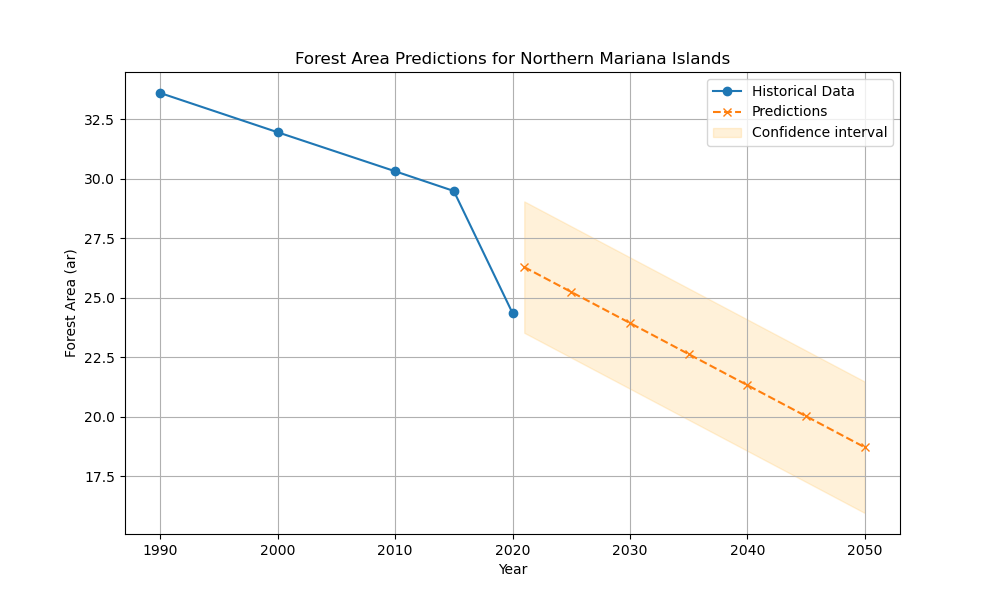 Forest Area Predictions for Northern Mariana Islands
Historical Data
Predictions
Confidence interval
Forest Area (ar)
32.5
30.0
27.5
25.0
22.5
20.0
17.5
1990 2000 2010 2020 2030 2040 2050
Year